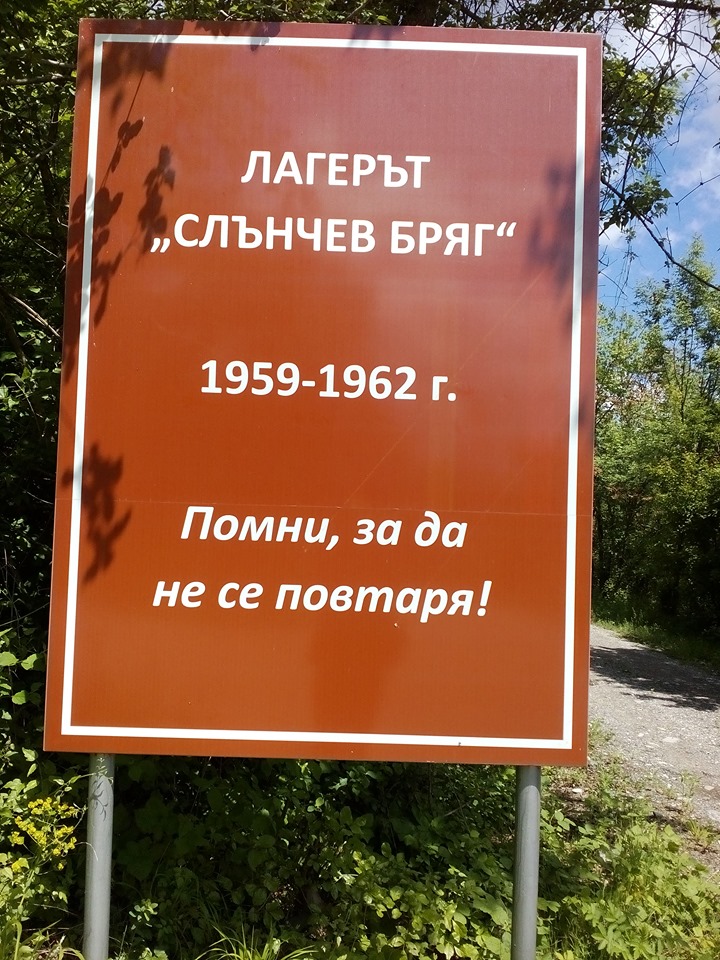 ЛАГЕРЪТ
„СЛЪНЧЕВ БРЯГ“
1959-1962 г.
Помни, за да
не се повтаря!